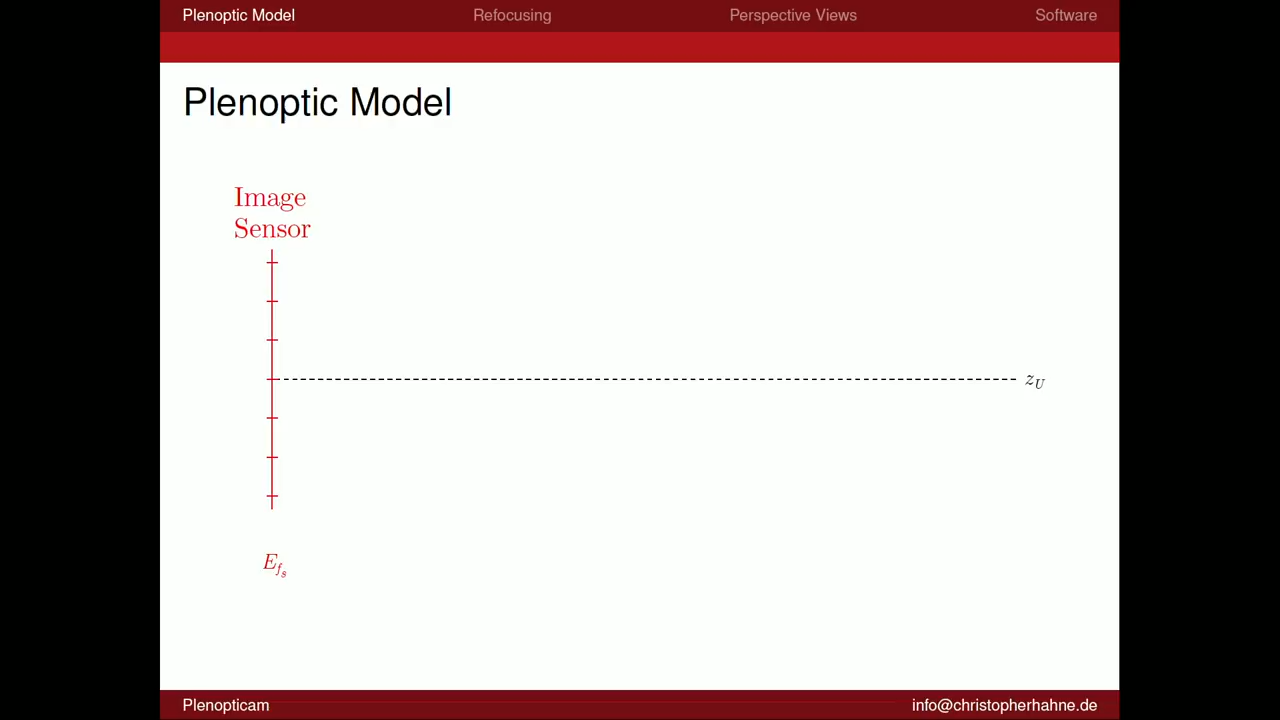 Plenoptic Model Refocusing Perspective Views Software
Plenoptic Model
Image
Sensor
z_U
E_{f_s}
Plenopticam info@christopherhahne.de